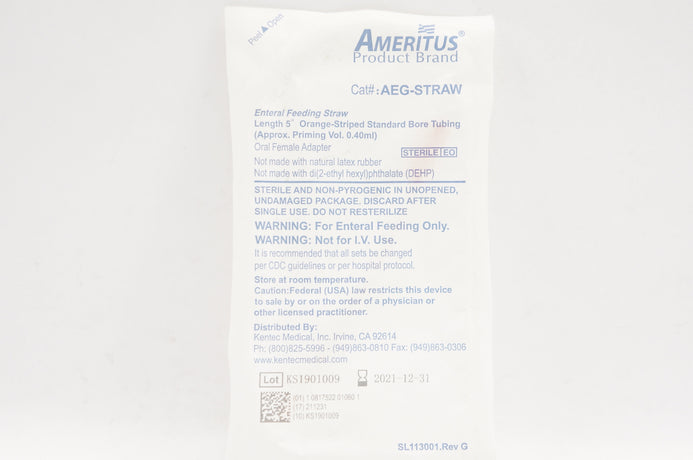 Peel▲Open
AMERITUS®
Product Brand
Cat#:AEG-STRAW
Enteral Feeding Straw
Length 5" Orange-Striped Standard Bore Tubing
(Approx. Priming Vol. 0.40ml)
Oral Female Adapter
STERILE EO
Not made with natural latex rubber
Not made with di(2-ethyl hexyl)phthalate (DEHP)
STERILE AND NON-PYROGENIC IN UNOPENED,
UNDAMAGED PACKAGE. DISCARD AFTER
SINGLE USE. DO NOT RESTERILIZE
WARNING: For Enteral Feeding Only.
WARNING: Not for I.V. Use.
It is recommended that all sets be changed
per CDC guidelines or per hospital protocol.
Store at room temperature.
Caution:Federal (USA) law restricts this device
to sale by or on the order of a physician or
other licensed practitioner.
Distributed By:
Kentec Medical, Inc. Irvine, CA 92614
Ph: (800)825-5996 - (949)863-0810 Fax: (949)863-0306
www.kentecmedical.com
Lot KS1901009 2021-12-31
(01) 1 0817522 01060 1
(17) 211231
(10) KS1901009
SL113001.Rev G